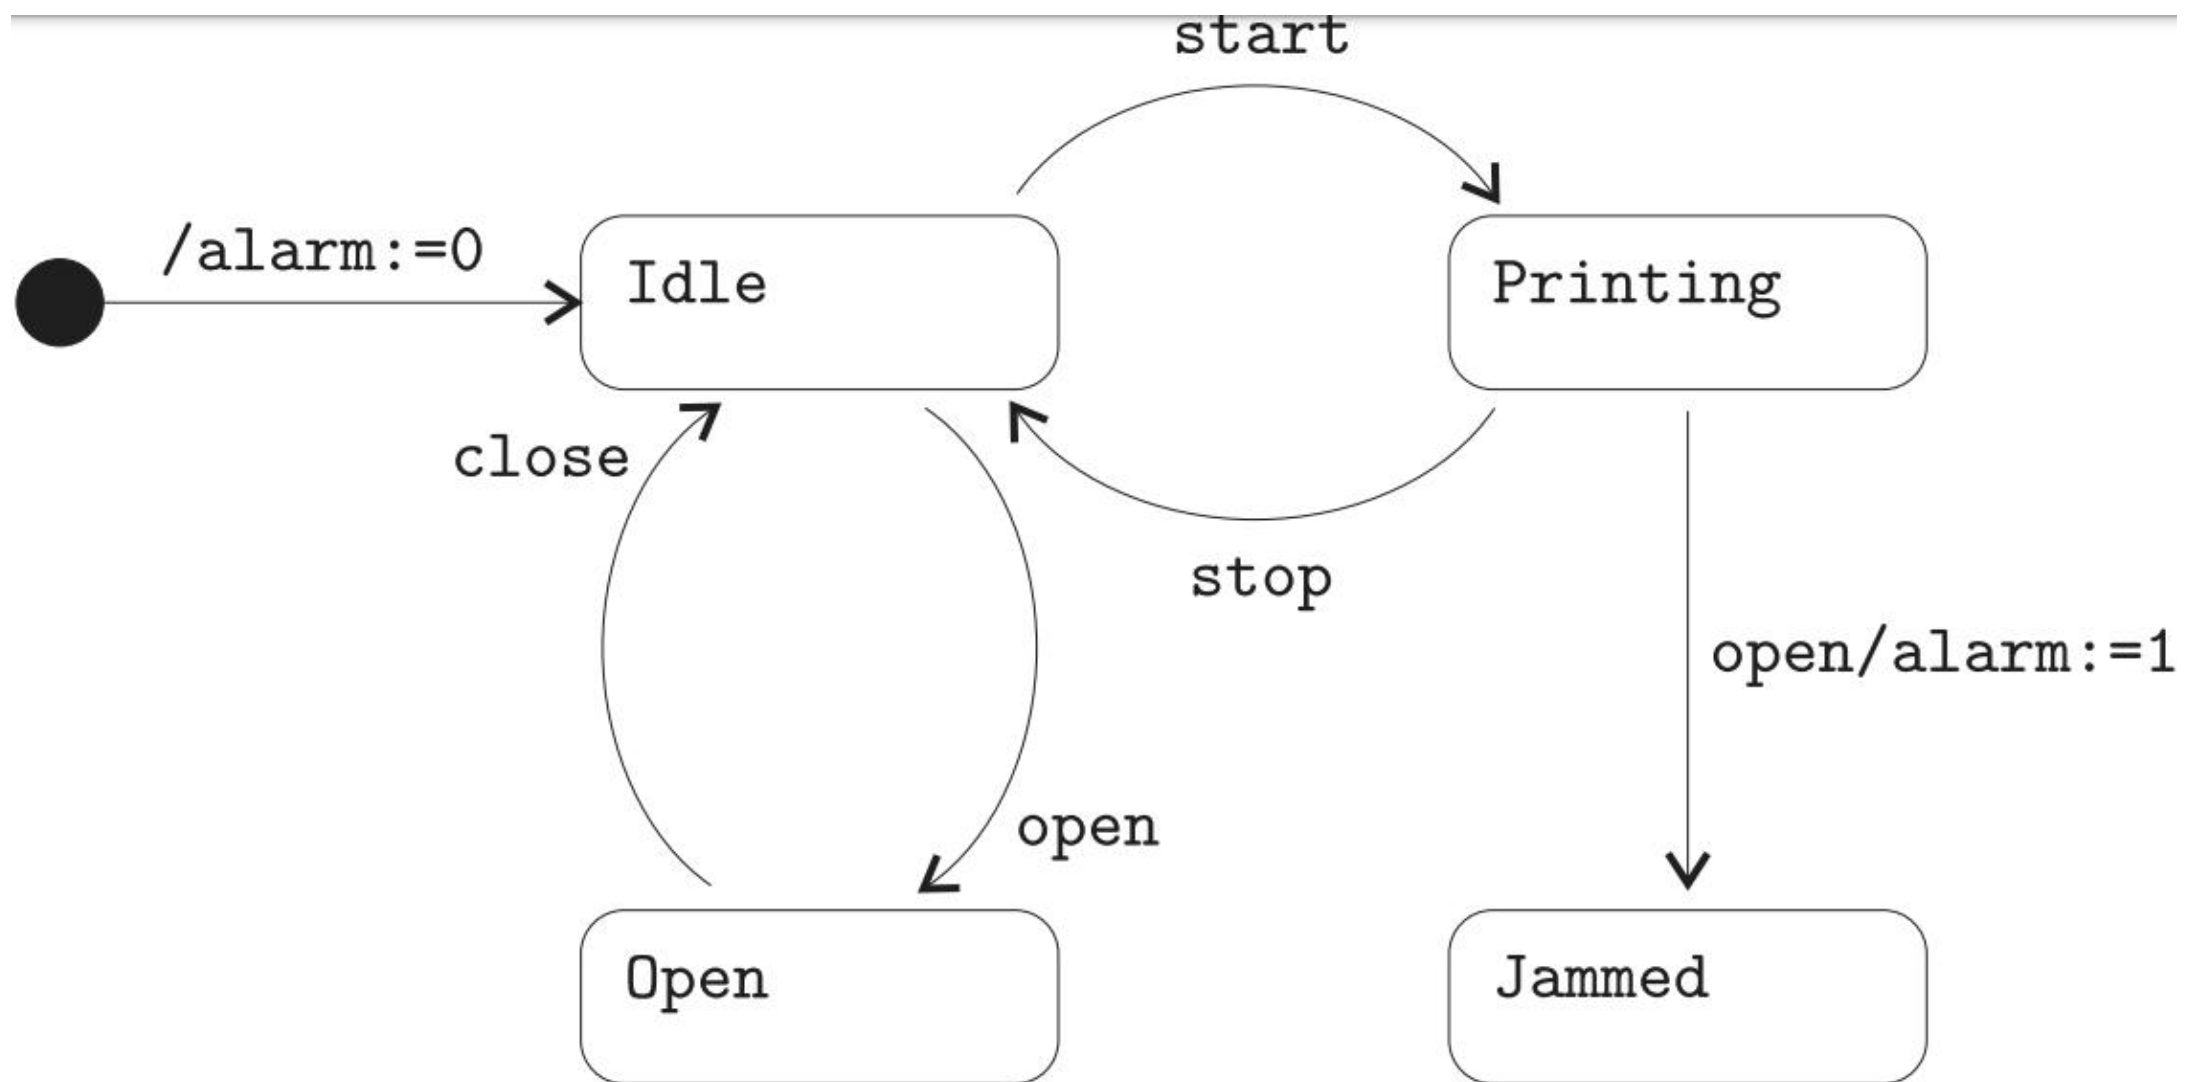 start
/alarm:=0
Idle
Printing
close
stop
open/alarm:=1
open
Open
Jammed